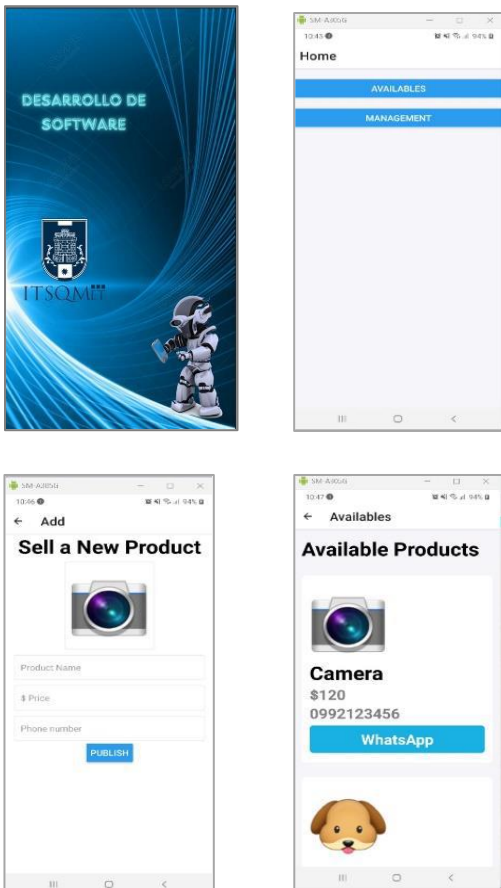 DESARROLLO DE
SOFTWARE
ITSQMET
SM-A305G
10:45
94%
Home
AVAILABLES
MANAGEMENT
SM-A305G
10:46
94%
Add
Sell a New Product
Product Name
$ Price
Phone number
PUBLISH
SM-A305G
10:47
94%
Availables
Available Products
Camera
$120
0992123456
WhatsApp